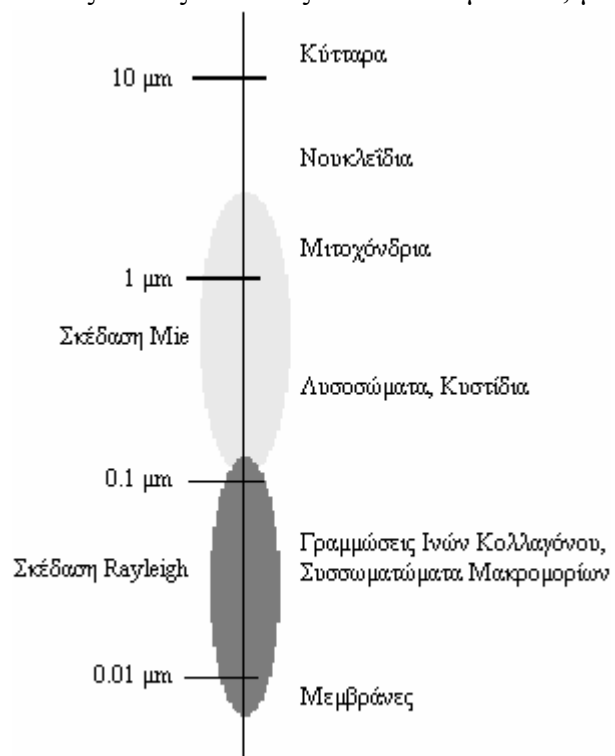 Κύτταρα
10 μm
Νουκλεΐδια
Μιτοχόνδρια
1 μm
Σκέδαση Mie
Λυσοσώματα, Κυστίδια
0.1 μm
Γραμμώσεις Ινών Κολλαγόνου,
Σκέδαση Rayleigh
Συσσωματώματα Μακρομορίων
0.01 μm
Μεμβράνες